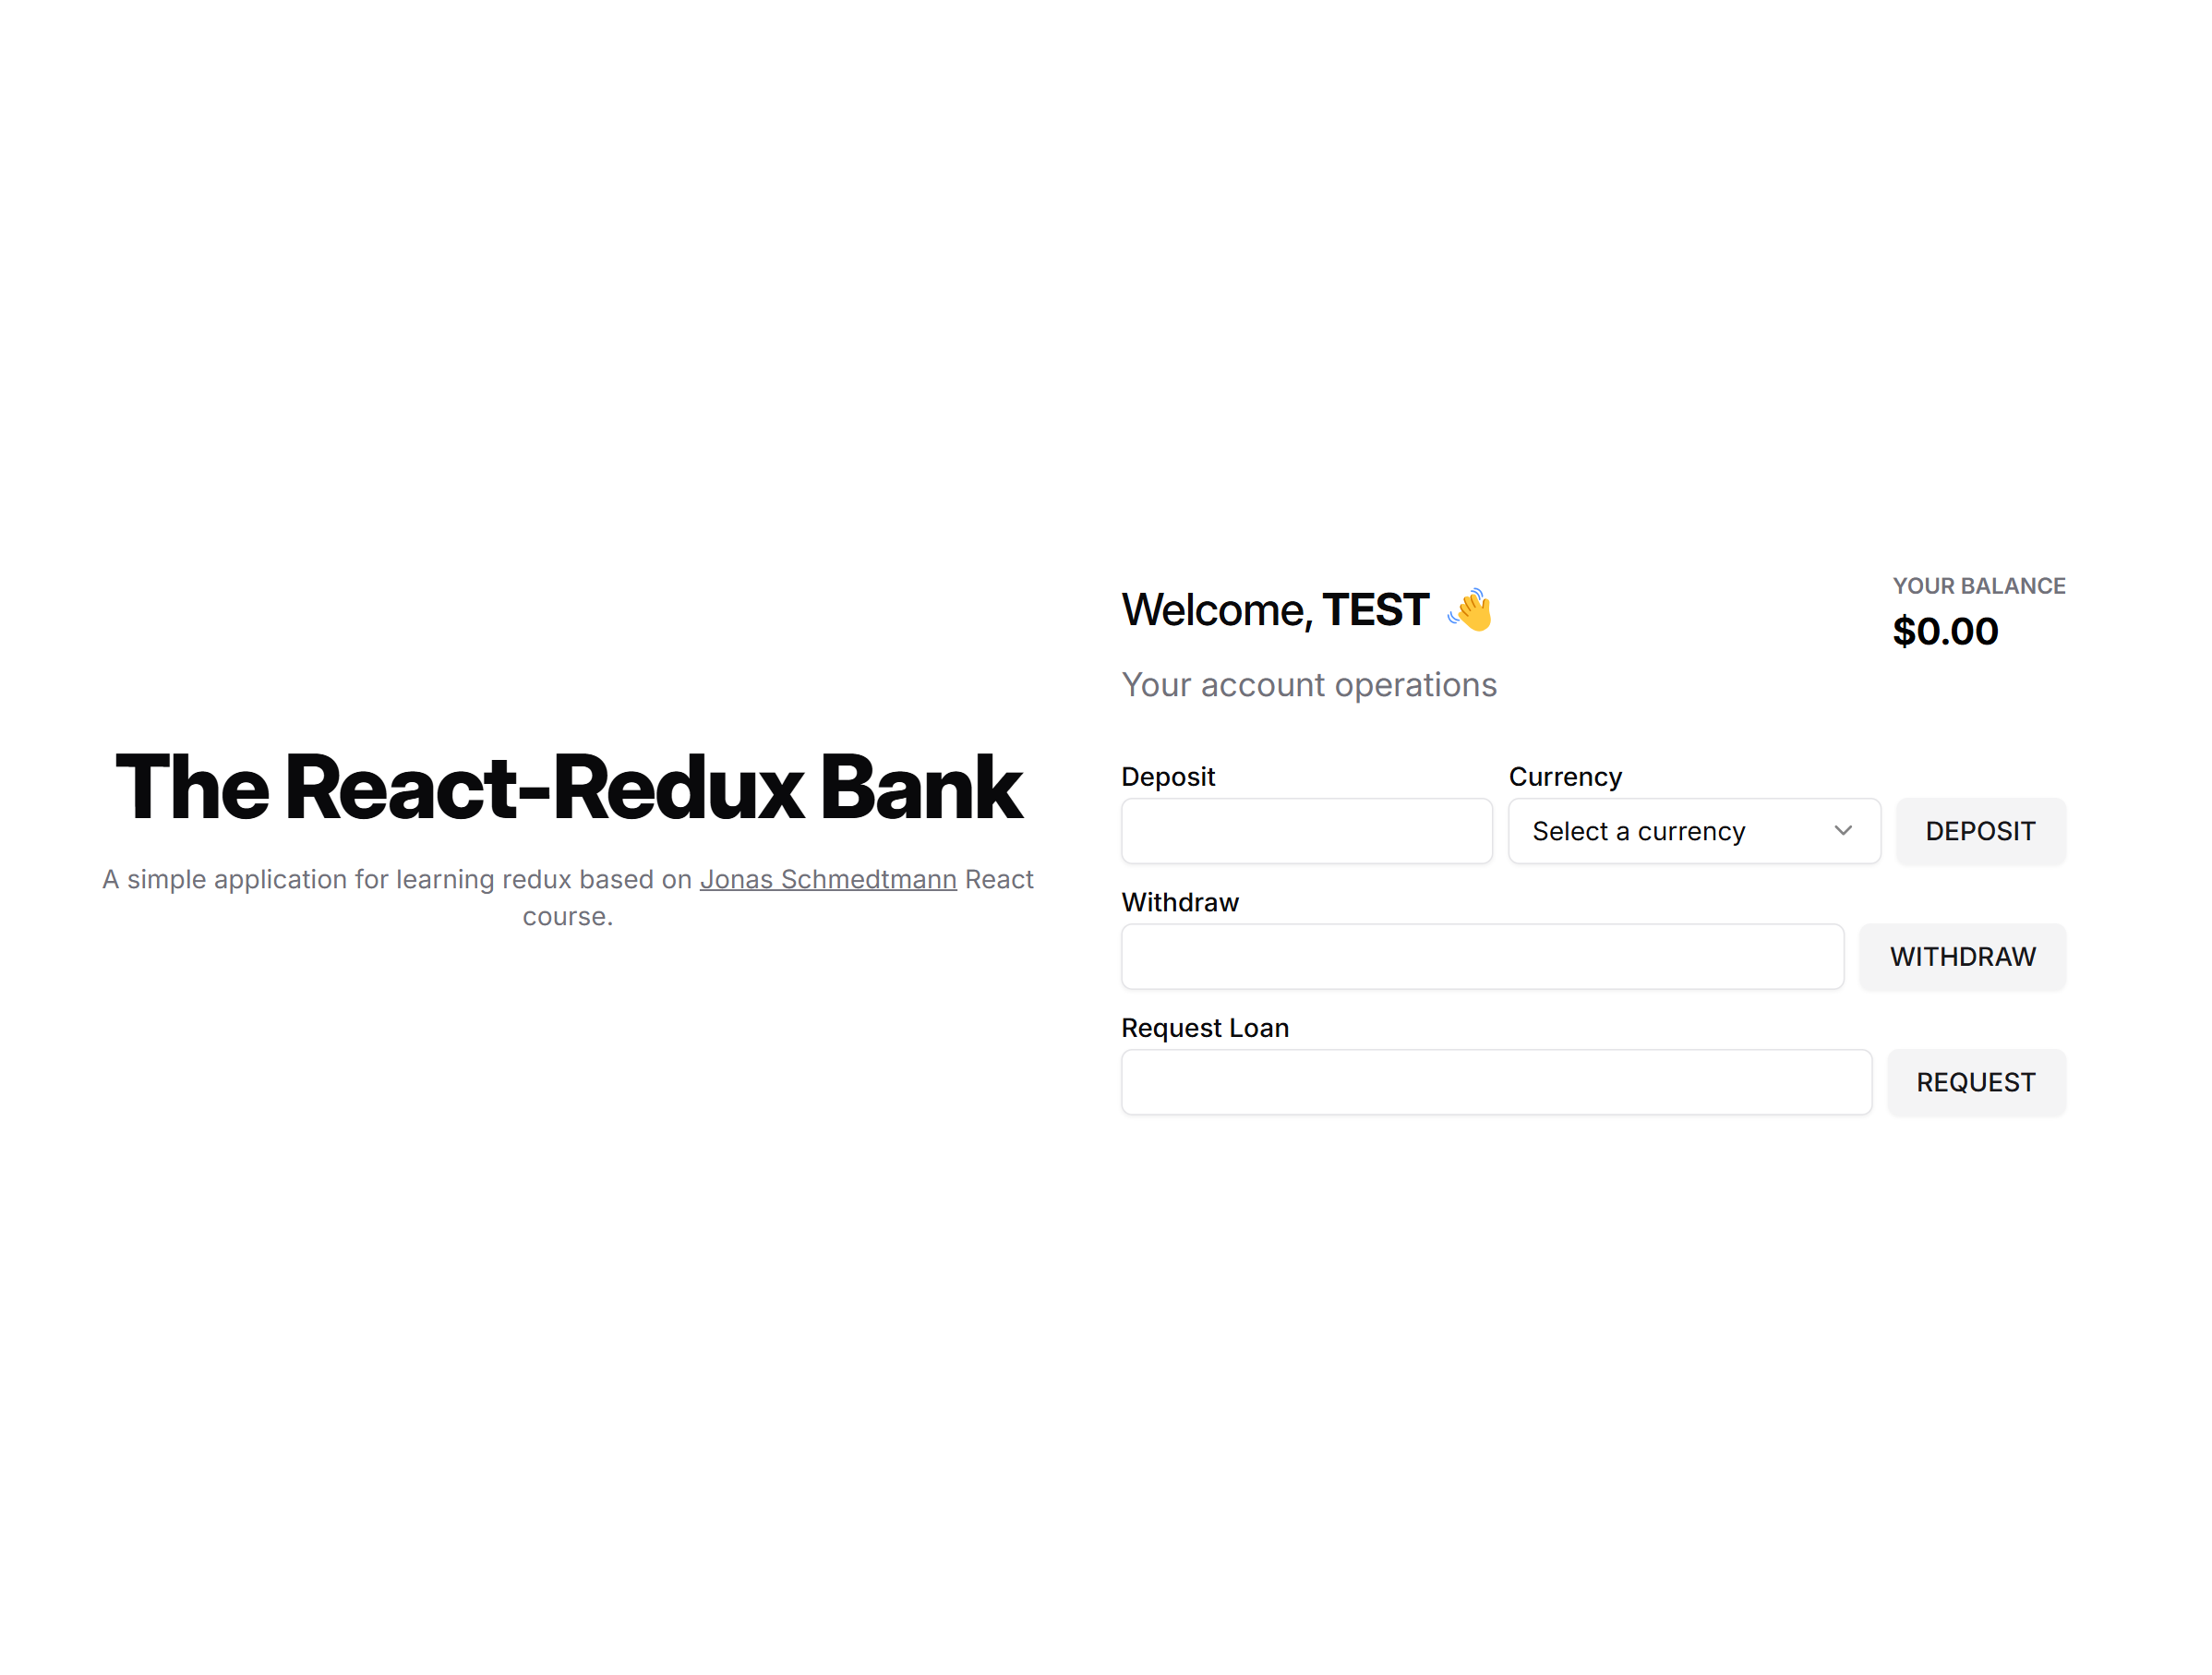 The React-Redux Bank
A simple application for learning redux based on Jonas Schmedtmann React
course.
Welcome, TEST 👋
YOUR BALANCE
$0.00
Your account operations
Deposit
Currency
Select a currency
DEPOSIT
Withdraw
WITHDRAW
Request Loan
REQUEST